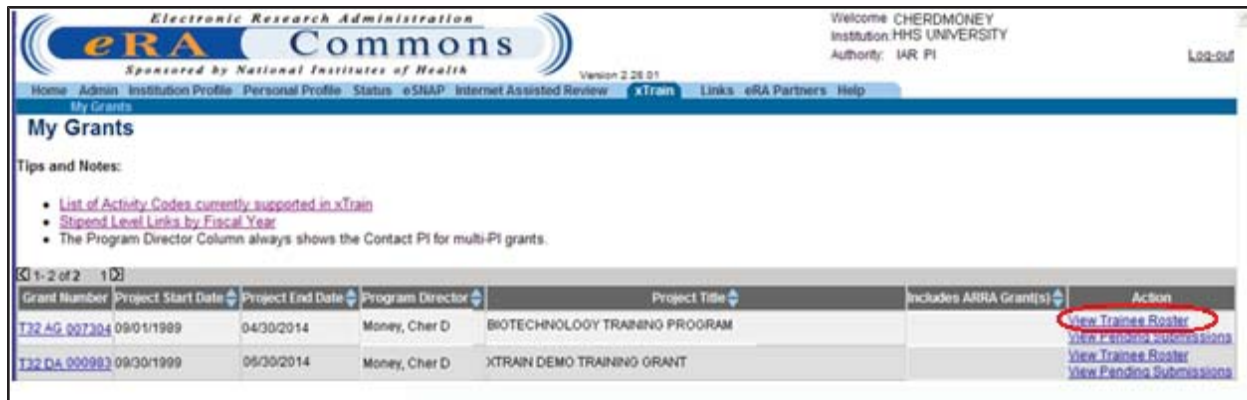 Electronic Research Administration
eRA Commons
Sponsored by National Institutes of Health
Version 2.26.01
Welcome CHERDMONEY
Institution: HHS UNIVERSITY
Authority: IAR PI
Log-out
Home Admin Institution Profile Personal Profile Status eSNAP Internet Assisted Review xTrain Links eRA Partners Help
My Grants
My Grants
Tips and Notes:
• List of Activity Codes currently supported in xTrain
• Stipend Level Links by Fiscal Year
• The Program Director Column always shows the Contact PI for multi-PI grants.
1-2 of 2 1
Grant Number Project Start Date Project End Date Program Director Project Title Includes ARRA Grant(s) Action
T32 AG 007304 09/01/1989 04/30/2014 Money, Cher D BIOTECHNOLOGY TRAINING PROGRAM View Trainee Roster
View Pending Submissions
T32 DA 000983 09/30/1999 06/30/2014 Money, Cher D XTRAIN DEMO TRAINING GRANT View Trainee Roster
View Pending Submissions